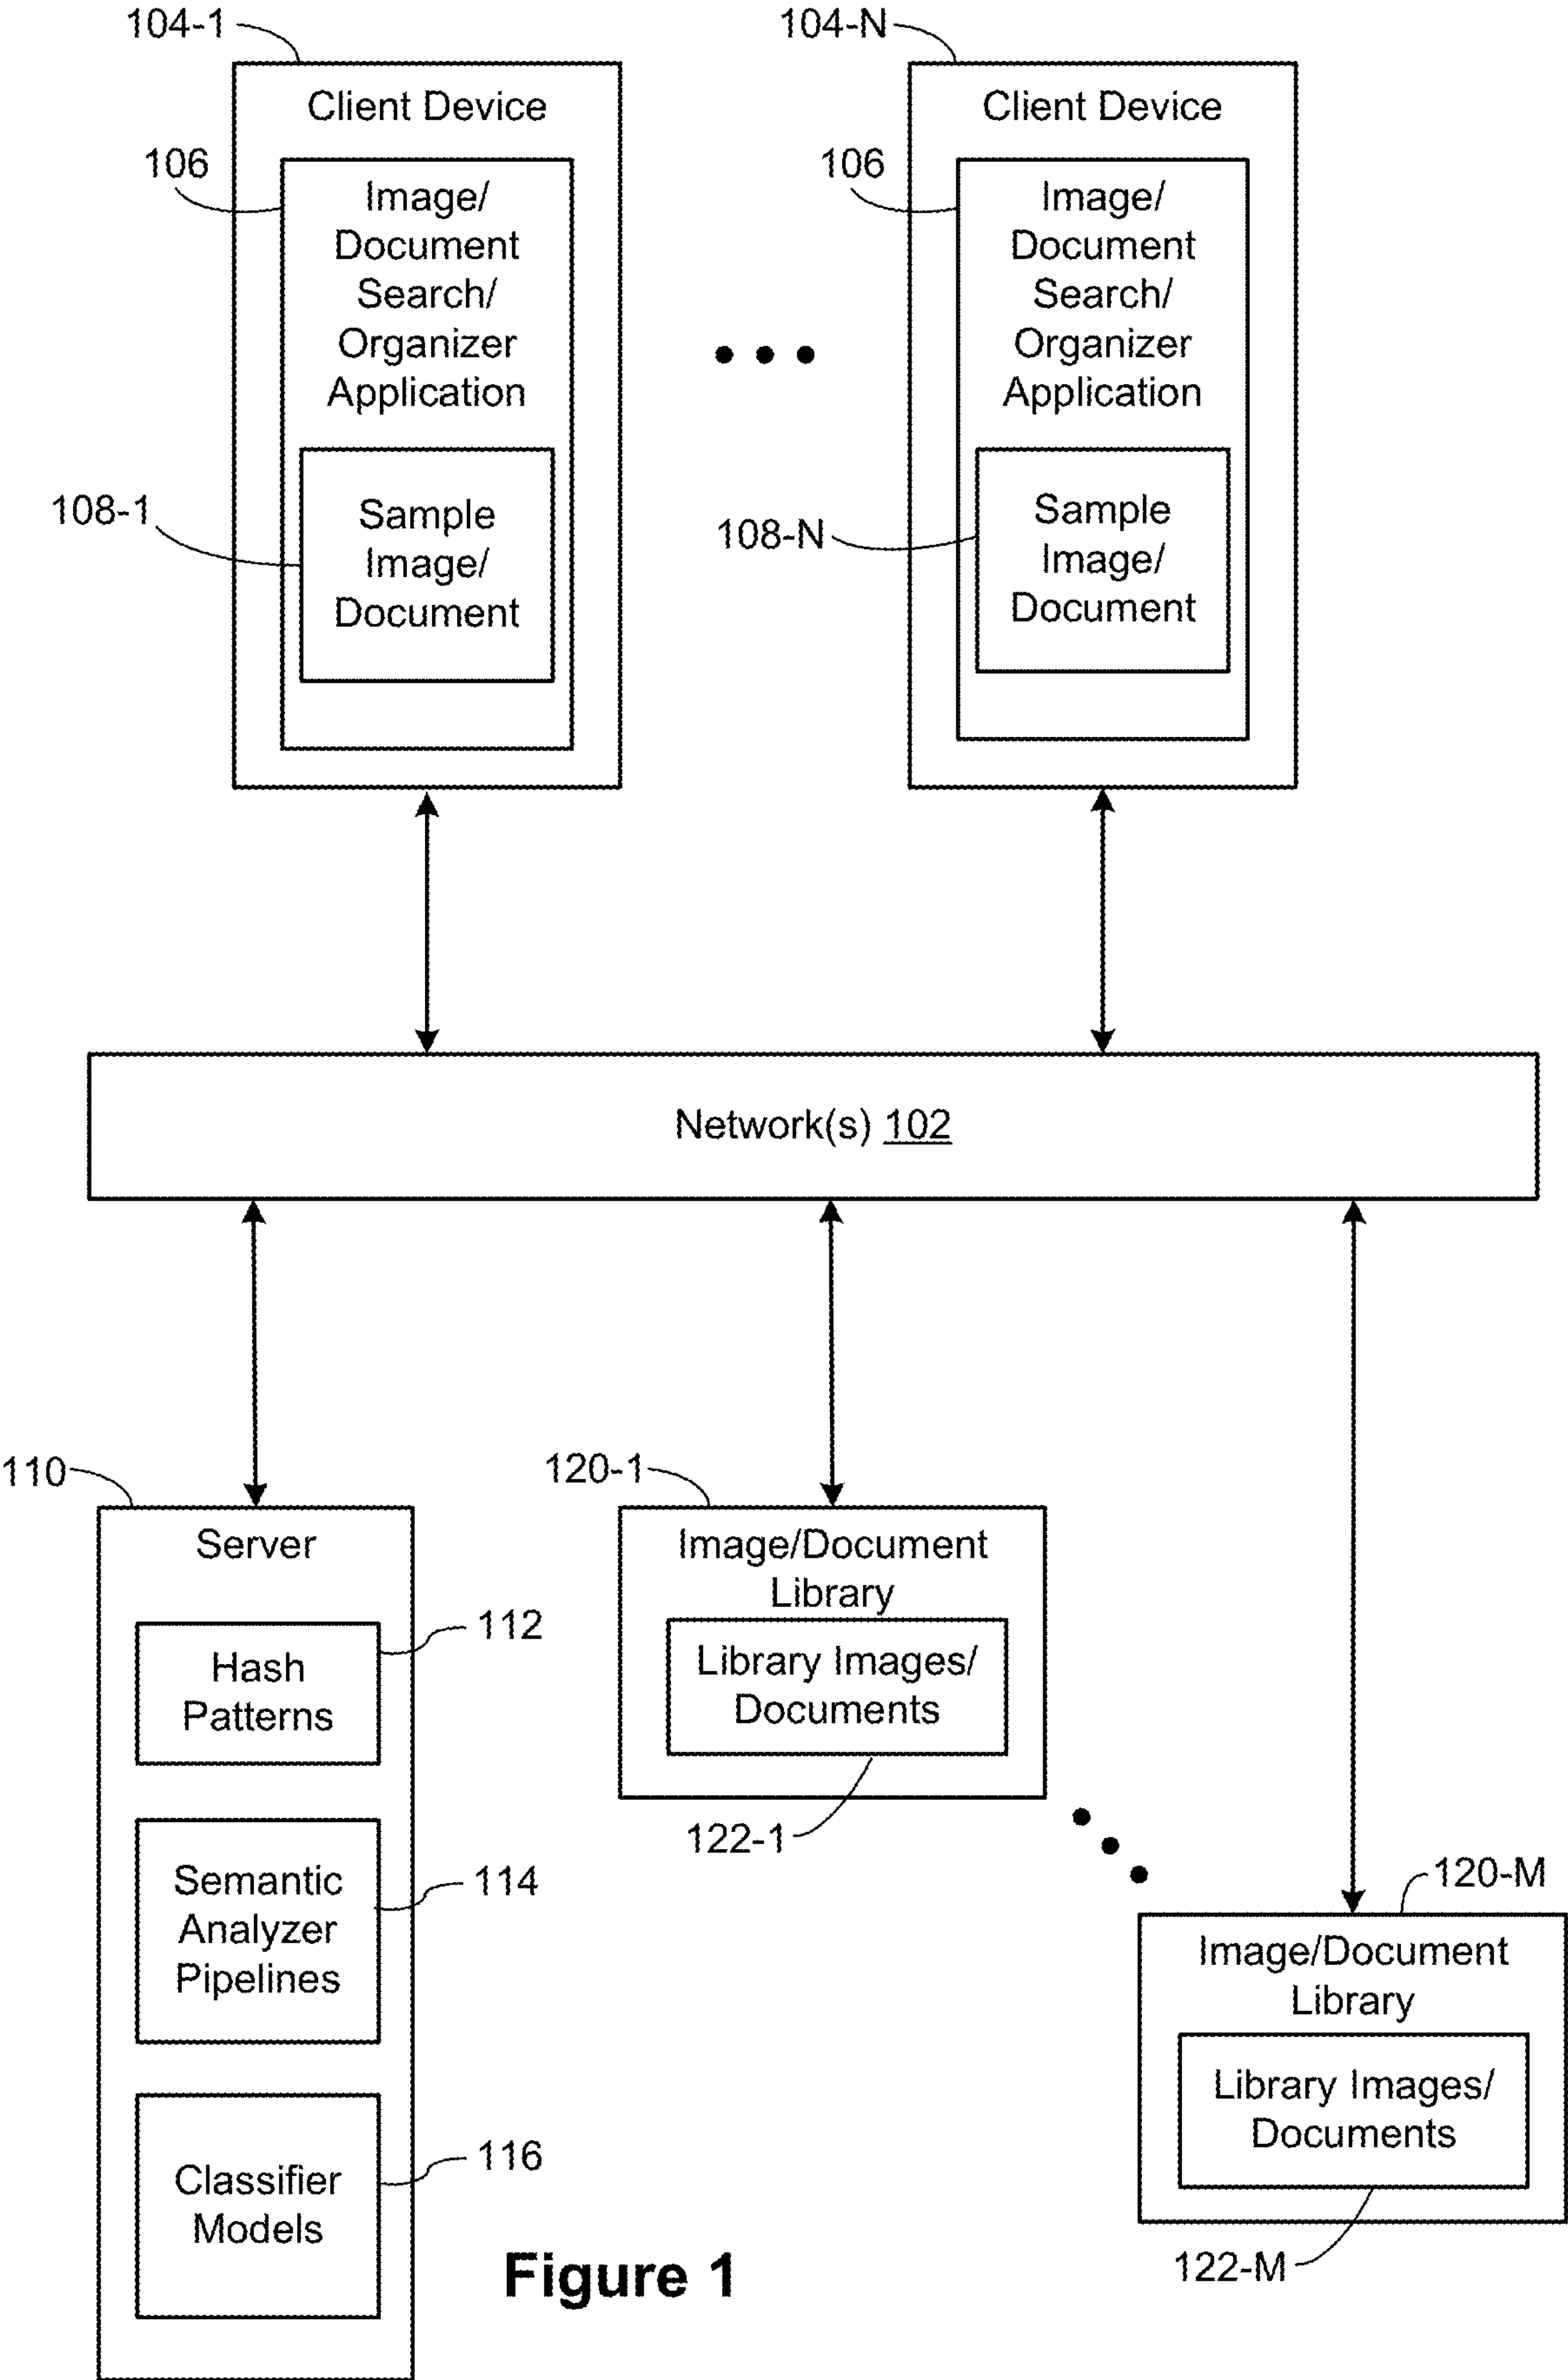 104-1
Client Device
106
Image/
Document
Search/
Organizer
Application
108-1
Sample
Image/
Document
104-N
Client Device
106
Image/
Document
Search/
Organizer
Application
108-N
Sample
Image/
Document
Network(s) 102
110
Server
112
Hash
Patterns
114
Semantic
Analyzer
Pipelines
116
Classifier
Models
120-1
Image/Document
Library
Library Images/
Documents
122-1
120-M
Image/Document
Library
Library Images/
Documents
122-M
Figure 1